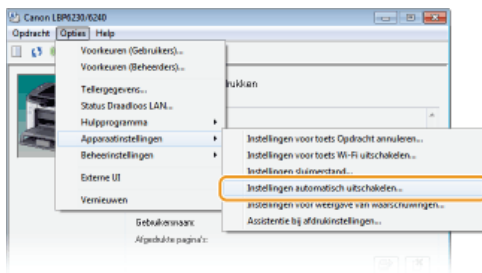 Canon LBP6230/6240
Opdracht Opties Help
Voorkeuren (Gebruikers)...
Voorkeuren (Beheerders)...
Tellergegevens...
Status Draadloos LAN...
Hulpprogramma
Apparaatinstellingen
Beheerinstellingen
Externe UI
Vernieuwen
drukken
Instellingen voor toets Opdracht annuleren...
Instellingen voor toets Wi-Fi uitschakelen...
Instellingen sluimerstand...
Instellingen automatisch uitschakelen...
Instellingen voor weergave van waarschuwingen...
Assistentie bij afdrukinstellingen...
Gebruikersnaam:
Afgedrukte pagina's: